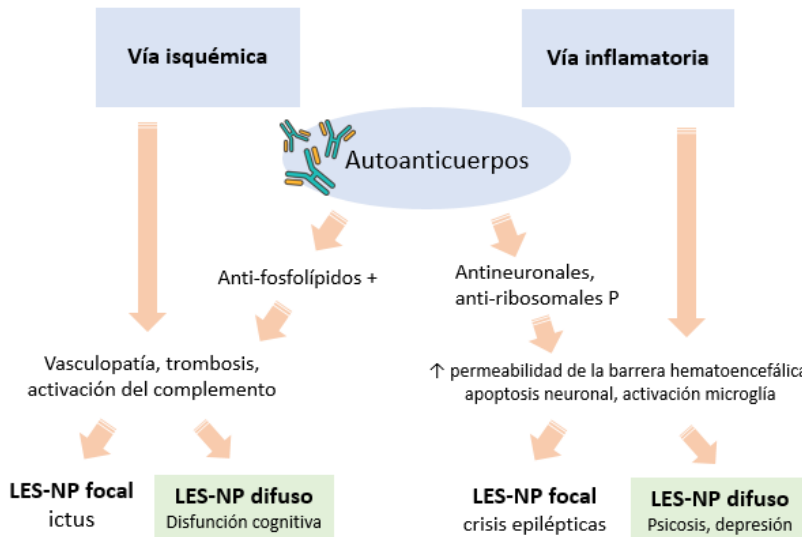 Vía isquémica
Vía inflamatoria
Autoanticuerpos
Anti-fosfolípidos +
Antineuronales,
anti-ribosomales P
Vasculopatía, trombosis,
activación del complemento
↑ permeabilidad de la barrera hematoencefálica
apoptosis neuronal, activación microglía
LES-NP focal
ictus
LES-NP difuso
Disfunción cognitiva
LES-NP focal
crisis epilépticas
LES-NP difuso
Psicosis, depresión